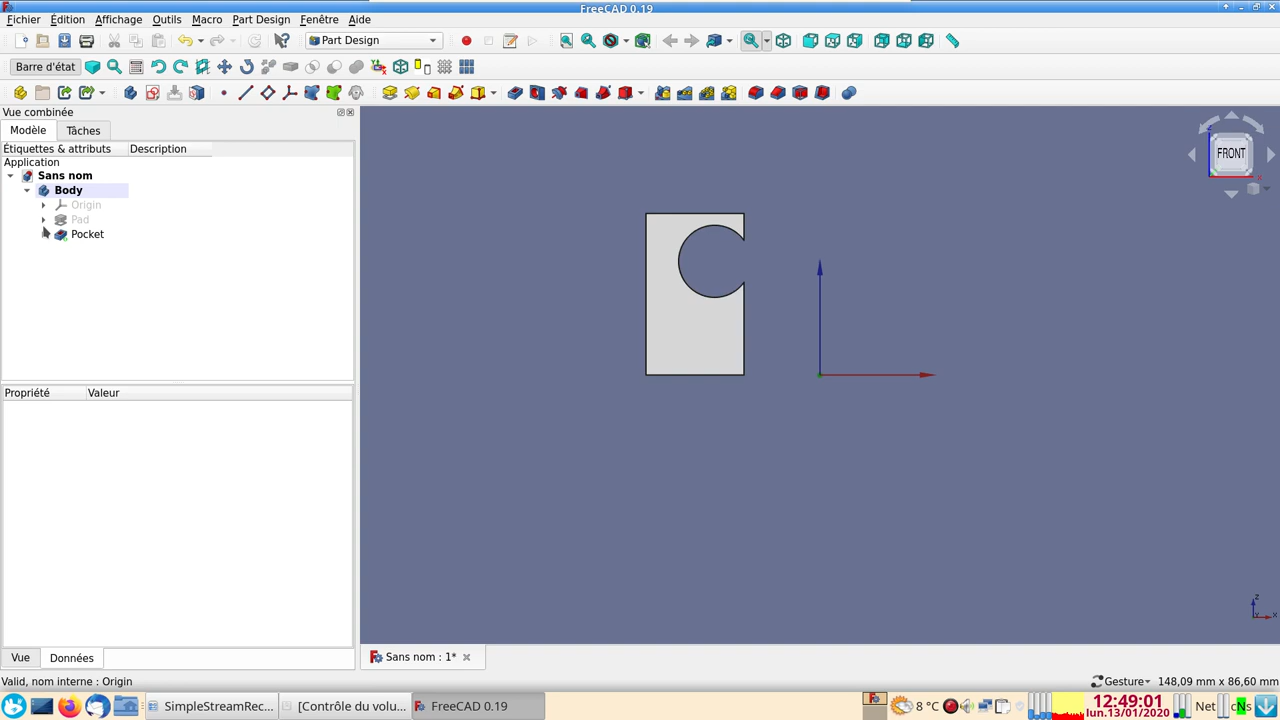 FreeCAD 0.19
Fichier Édition Affichage Outils Macro Part Design Fenêtre Aide
Part Design
Barre d'état
Vue combinée
Modèle Tâches
Étiquettes & attributs Description
Application
Sans nom
Body
Origin
Pad
Pocket
FRONT
Propriété Valeur
Vue Données
Sans nom : 1*
Valid, nom interne : Origin
Gesture 148,09 mm x 86,60 mm
SimpleStreamRec...
[Contrôle du volu...
FreeCAD 0.19
8 °C
12:49:01
lun.13/01/2020
Net
cNs